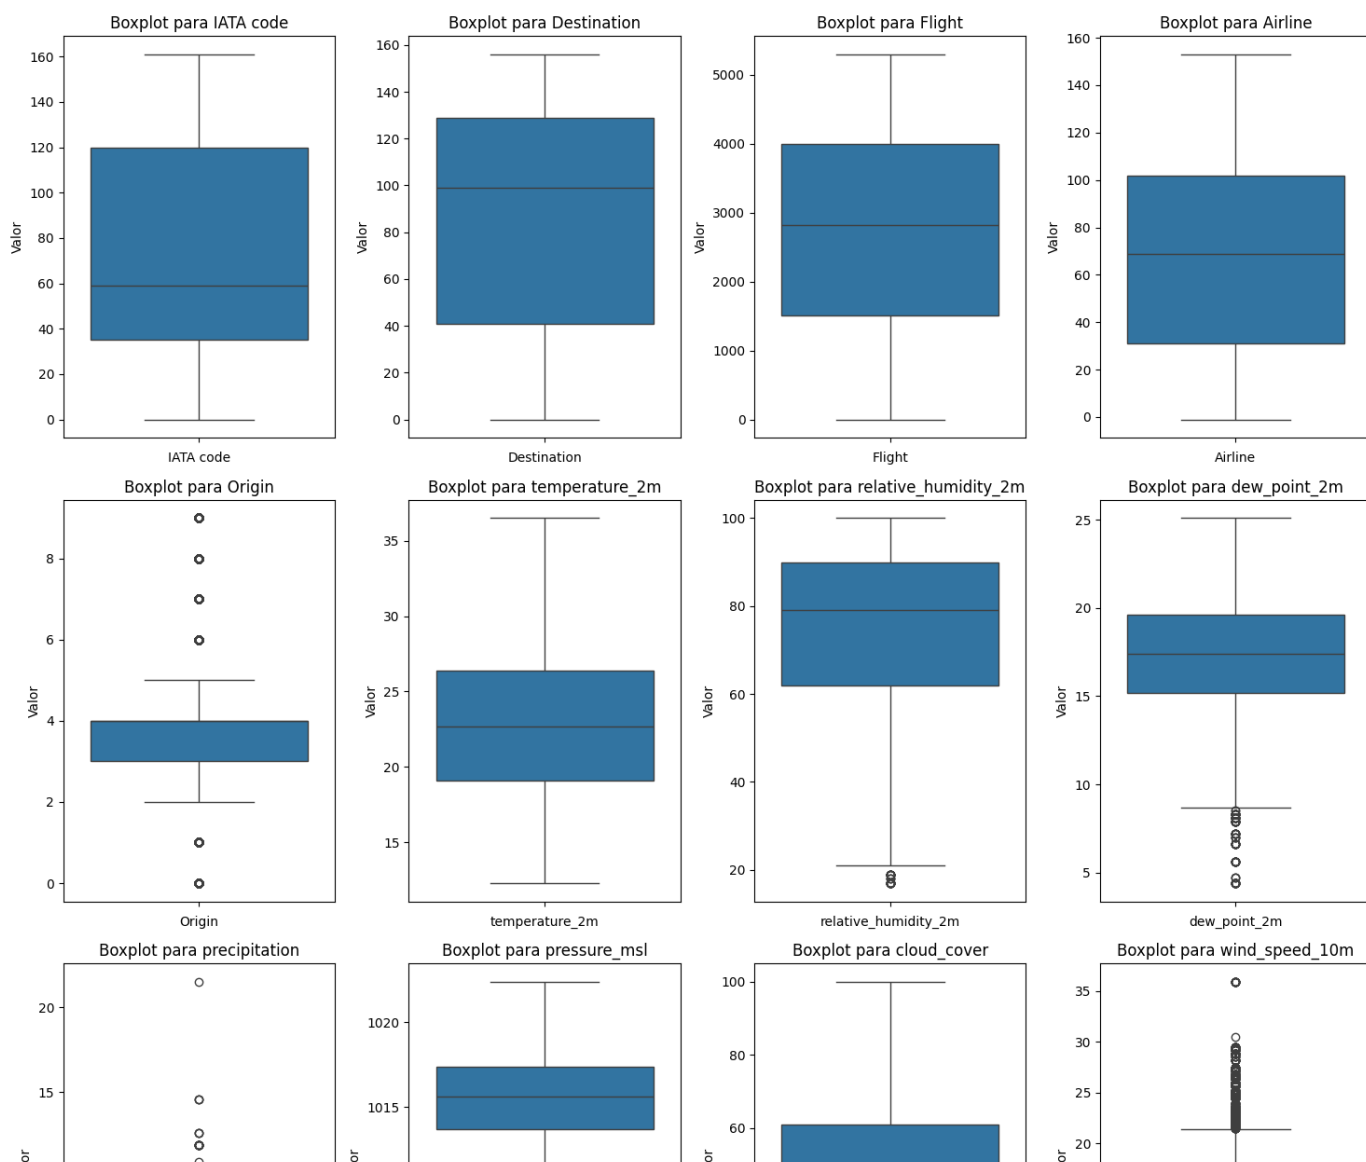 Boxplot para IATA code
160
140
120
100
80
60
40
20
0
Valor
IATA code
Boxplot para Destination
160
140
120
100
80
60
40
20
0
Valor
Destination
Boxplot para Flight
5000
4000
3000
2000
1000
0
Valor
Flight
Boxplot para Airline
160
140
120
100
80
60
40
20
0
Valor
Airline
Boxplot para Origin
8
6
4
2
0
Valor
Origin
Boxplot para temperature_2m
35
30
25
20
15
Valor
temperature_2m
Boxplot para relative_humidity_2m
100
80
60
40
20
Valor
relative_humidity_2m
Boxplot para dew_point_2m
25
20
15
10
5
Valor
dew_point_2m
Boxplot para precipitation
20
15
Boxplot para pressure_msl
1020
1015
Boxplot para cloud_cover
100
80
60
Boxplot para wind_speed_10m
35
30
25
20